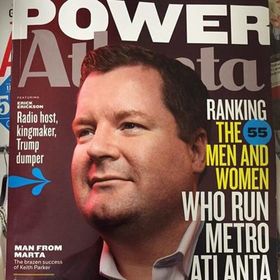 POWER
Atlanta
FEATURING
ERICK
ERICKSON
Radio host,
kingmaker,
Trump
dumper
RANKING
THE 55
MEN AND
WOMEN
WHO RUN
METRO
ATLANTA
MAN FROM
MARTA
The brazen success
of Keith Parker